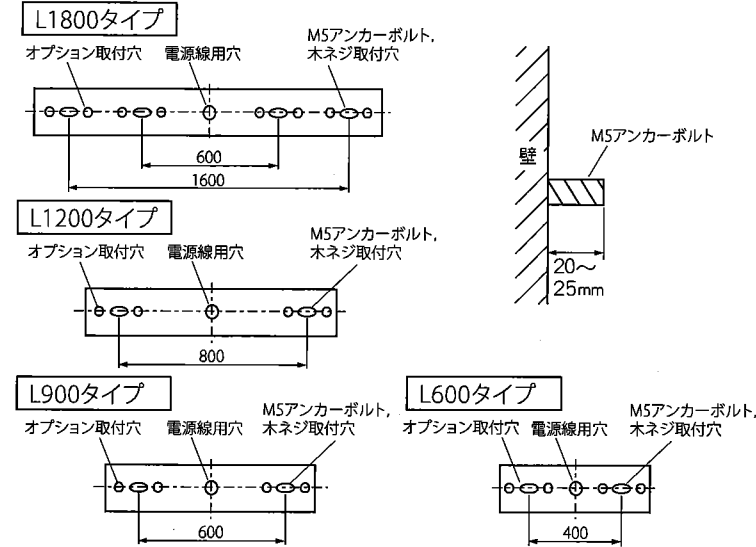 L1800タイプ
オプション取付穴
電源線用穴
M5アンカーボルト,
木ネジ取付穴
600
1600
壁
M5アンカーボルト
20～
25mm
L1200タイプ
オプション取付穴
電源線用穴
M5アンカーボルト,
木ネジ取付穴
800
L900タイプ
オプション取付穴
電源線用穴
M5アンカーボルト,
木ネジ取付穴
600
L600タイプ
オプション取付穴
電源線用穴
M5アンカーボルト,
木ネジ取付穴
400